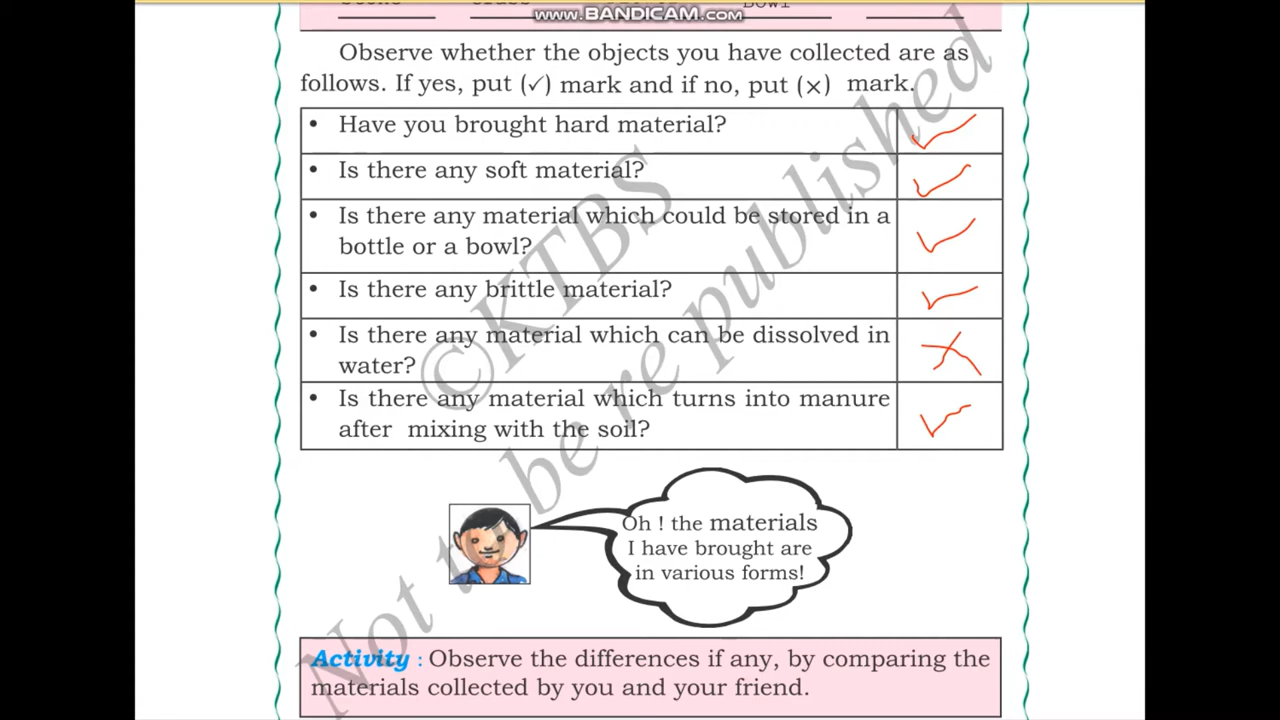 www.BANDICAM.com
Bowl
Observe whether the objects you have collected are as
follows. If yes, put (✓) mark and if no, put (×) mark.
• Have you brought hard material? ✓
• Is there any soft material? ✓
• Is there any material which could be stored in a
bottle or a bowl? ✓
• Is there any brittle material? ✓
• Is there any material which can be dissolved in
water? ×
• Is there any material which turns into manure
after mixing with the soil? ✓
©KTBS
Not to be re published
Oh ! the materials
I have brought are
in various forms!
Activity : Observe the differences if any, by comparing the
materials collected by you and your friend.